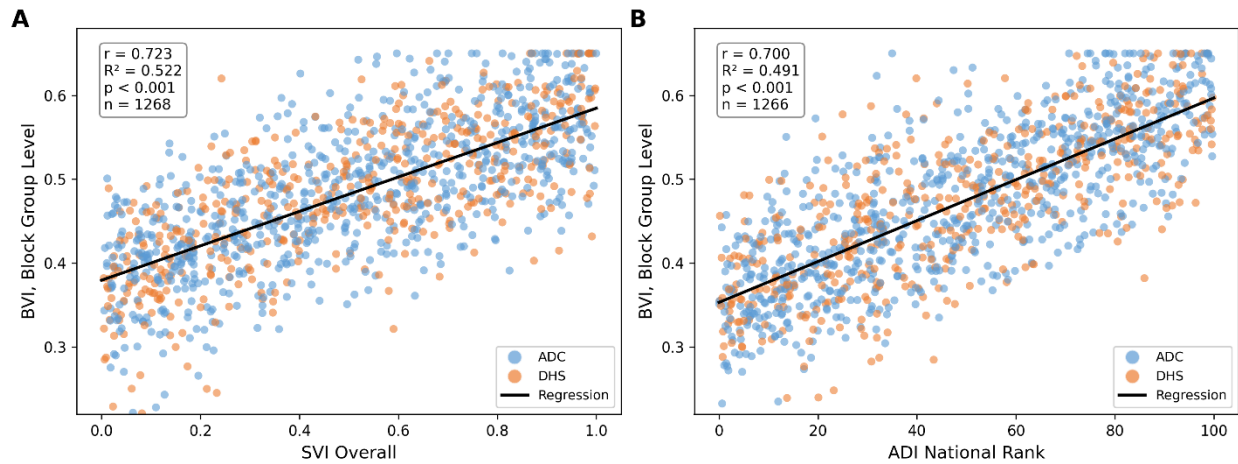 A
r = 0.723
R² = 0.522
p < 0.001
n = 1268
BVI, Block Group Level
0.6
0.5
0.4
0.3
ADC
DHS
Regression
0.0 0.2 0.4 0.6 0.8 1.0
SVI Overall
B
r = 0.700
R² = 0.491
p < 0.001
n = 1266
BVI, Block Group Level
0.6
0.5
0.4
0.3
ADC
DHS
Regression
0 20 40 60 80 100
ADI National Rank